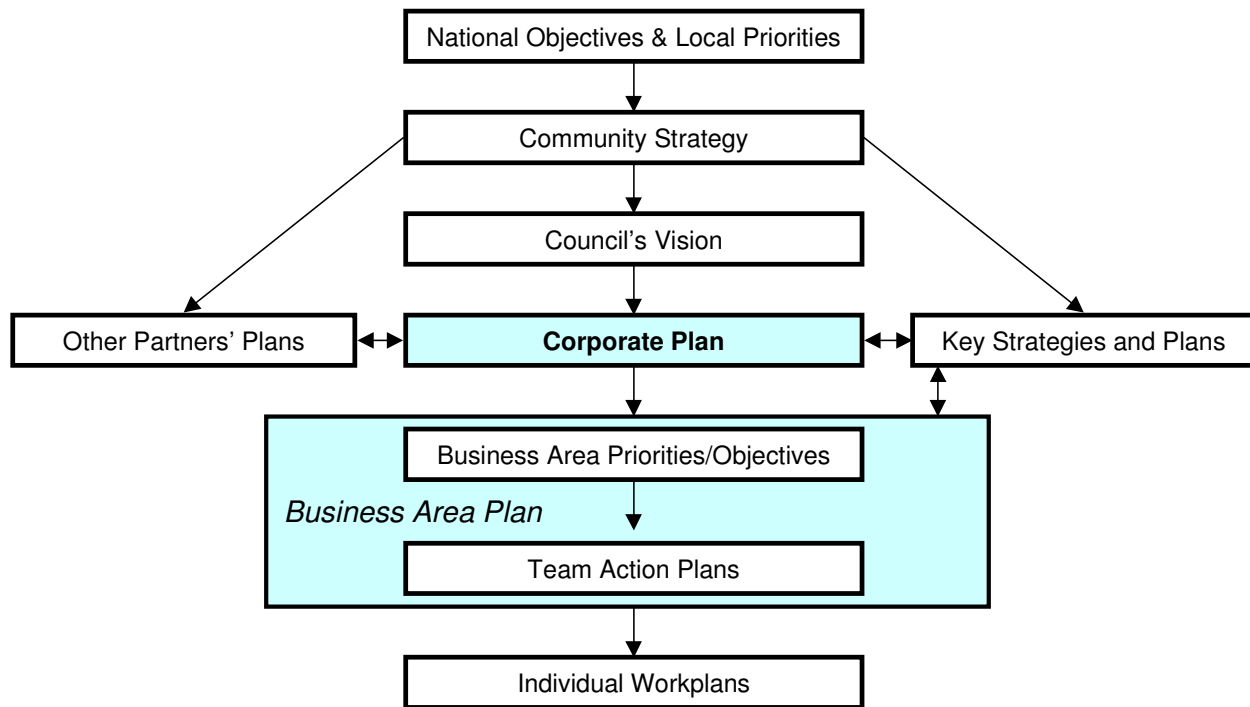 National Objectives & Local Priorities
Community Strategy
Council’s Vision
Other Partners’ Plans
Corporate Plan
Key Strategies and Plans
Business Area Priorities/Objectives
Business Area Plan
Team Action Plans
Individual Workplans